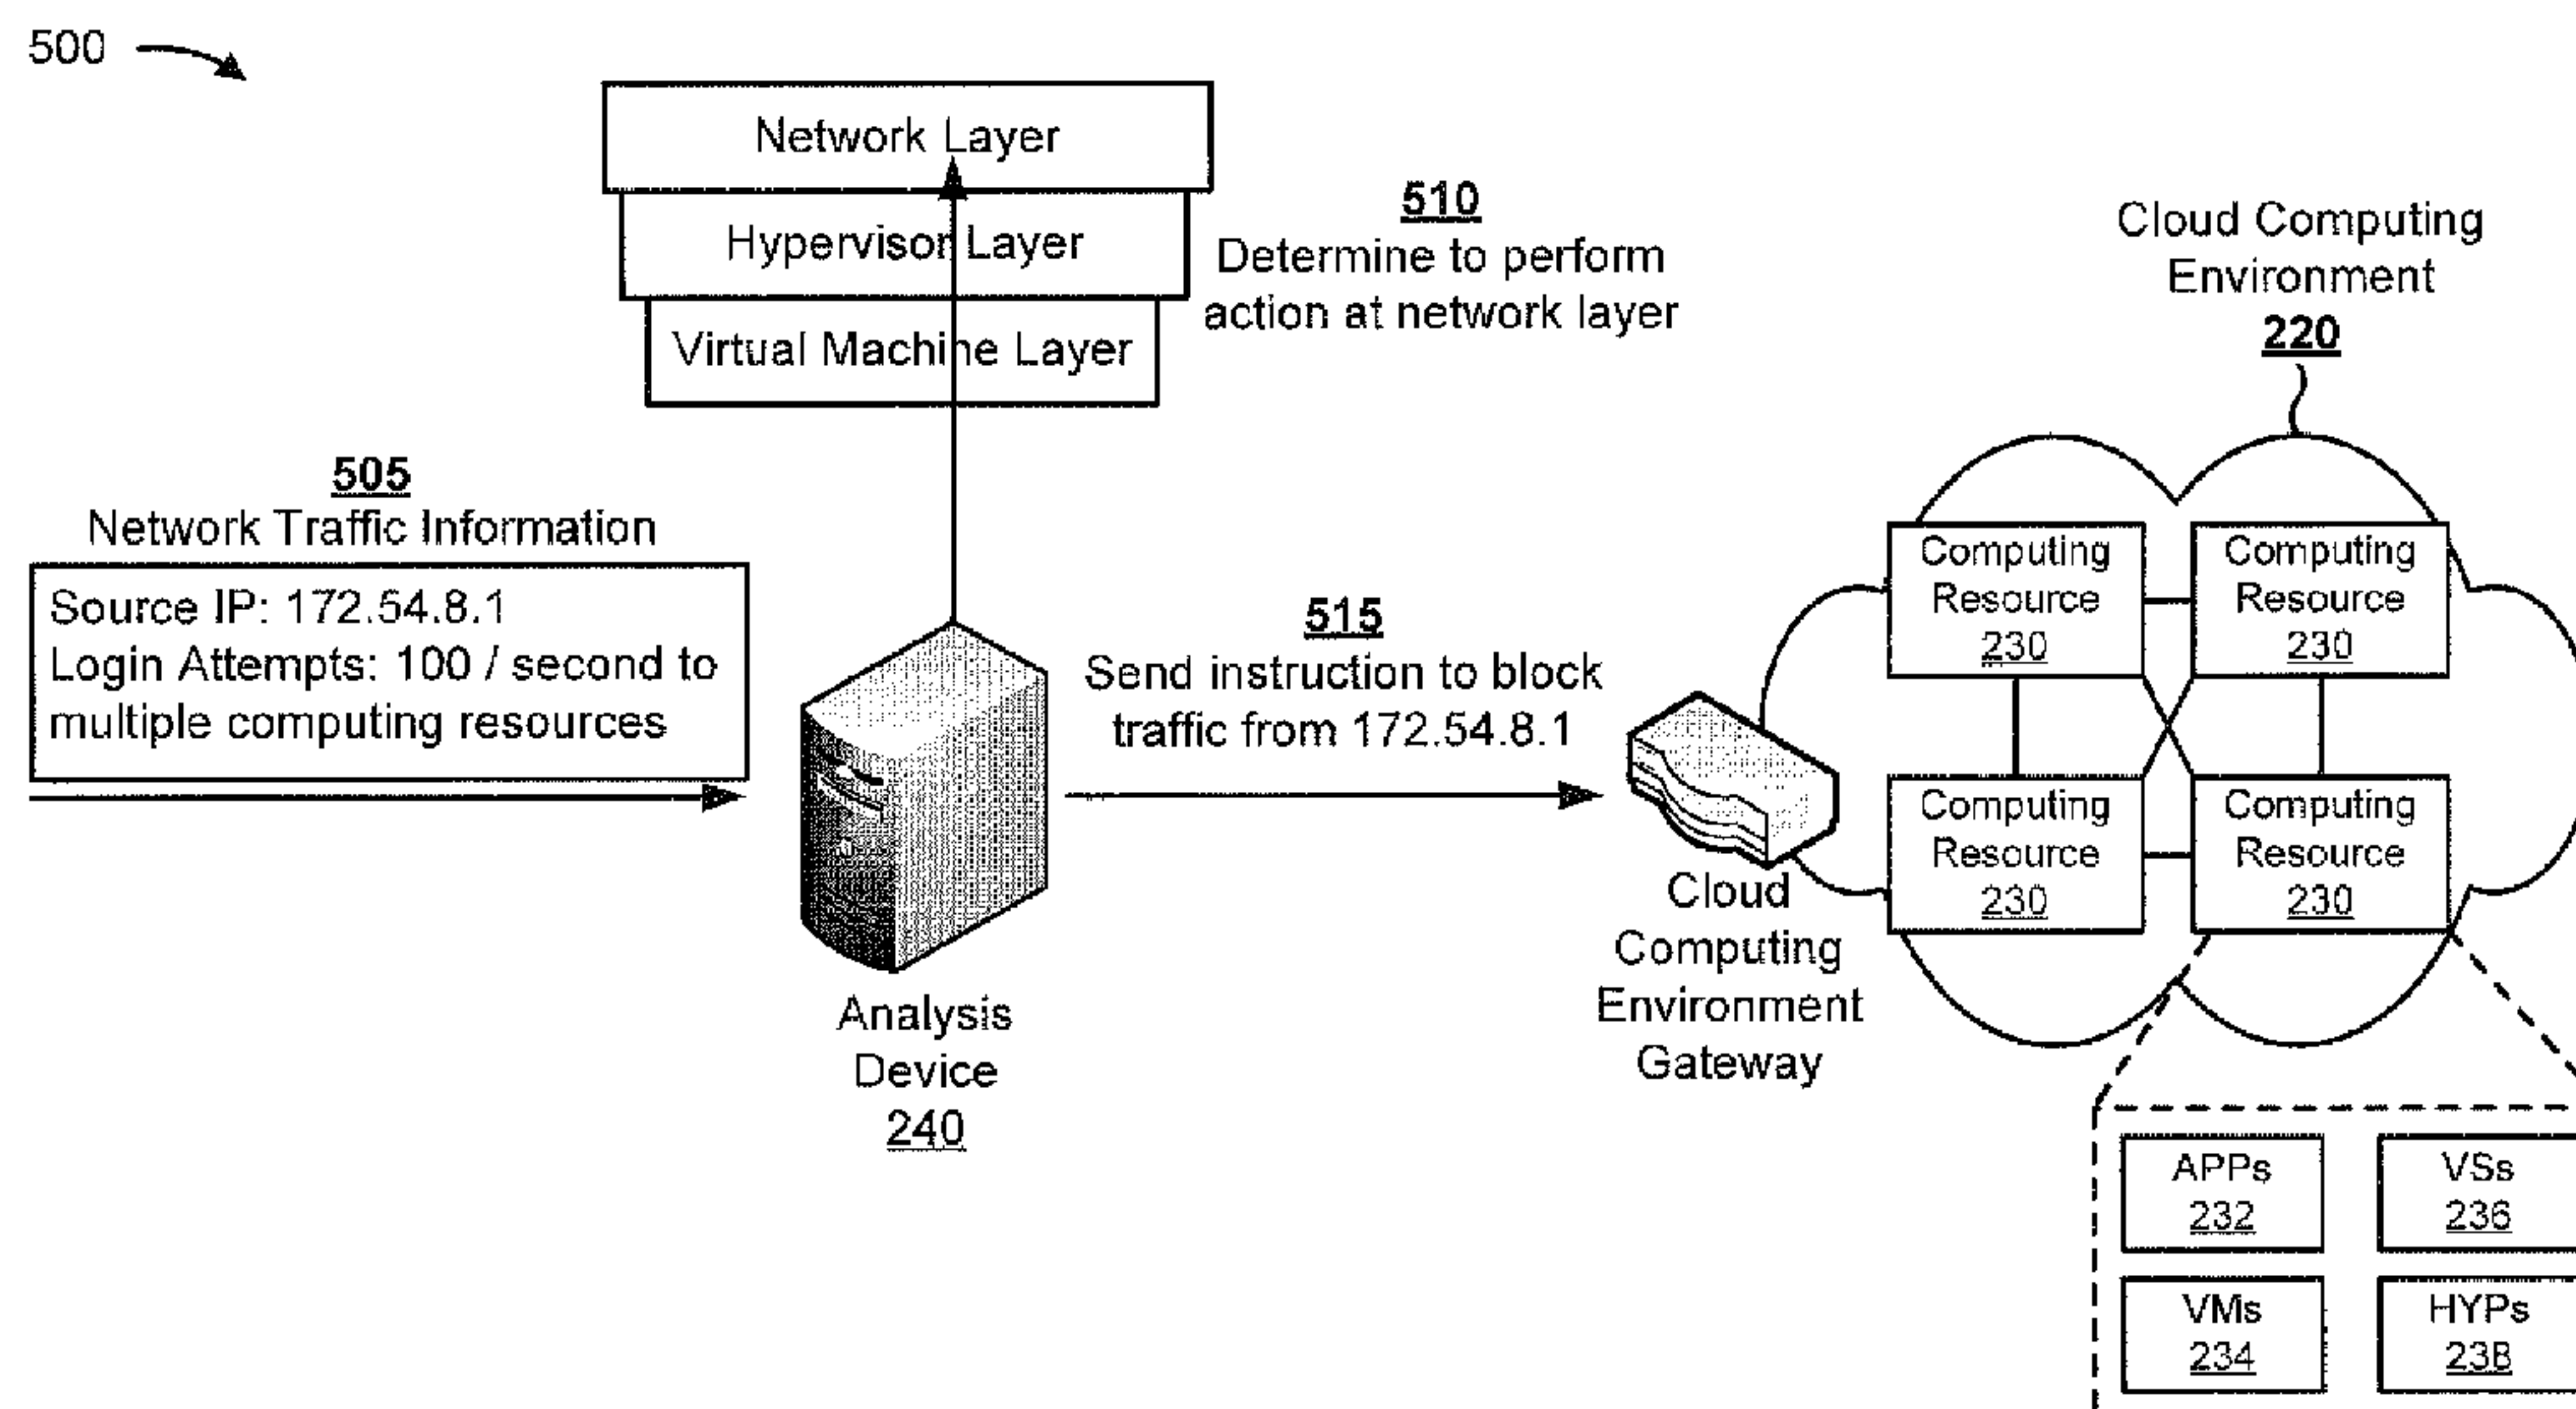 500
Network Layer
Hypervisor Layer
Virtual Machine Layer
510
Determine to perform
action at network layer
Cloud Computing
Environment
220
505
Network Traffic Information
Source IP: 172.54.8.1
Login Attempts: 100 / second to
multiple computing resources
515
Send instruction to block
traffic from 172.54.8.1
Analysis
Device
240
Cloud
Computing
Environment
Gateway
Computing
Resource
230
Computing
Resource
230
Computing
Resource
230
Computing
Resource
230
APPs
232
VSs
236
VMs
234
HYPs
238